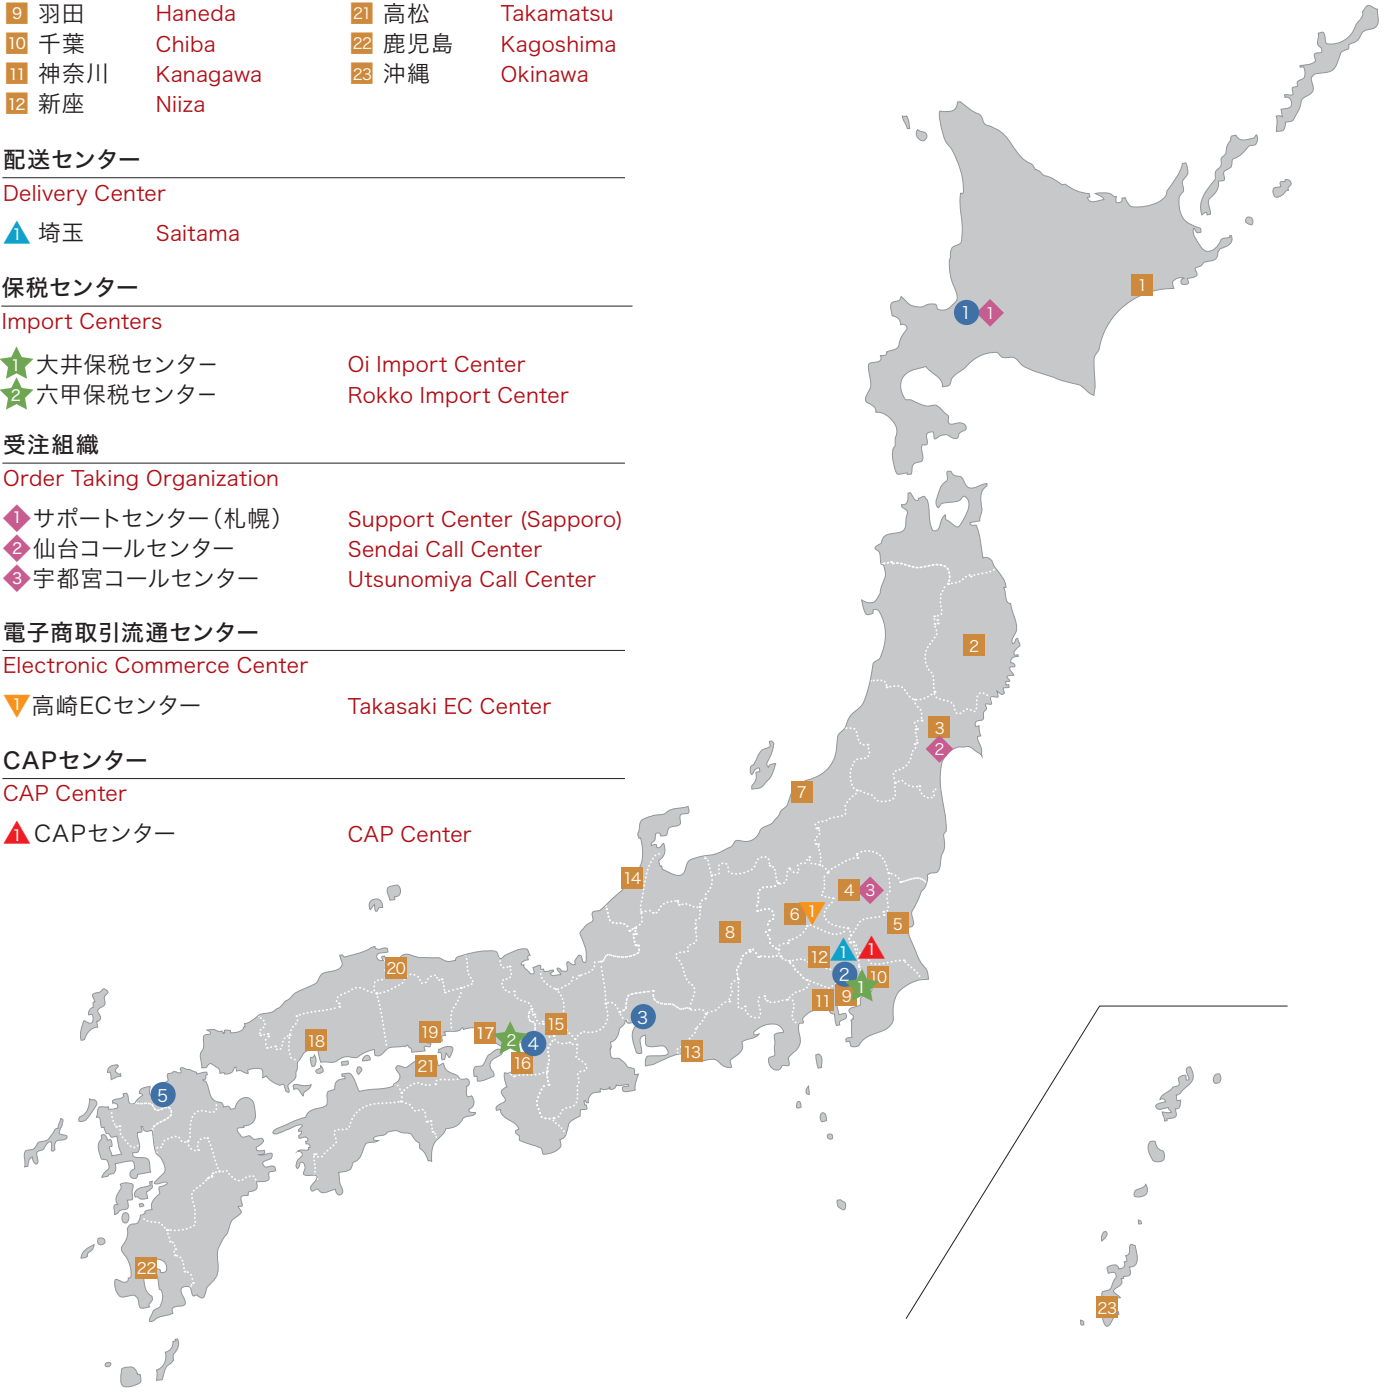 9 羽田 Haneda 21 高松 Takamatsu
10 千葉 Chiba 22 鹿児島 Kagoshima
11 神奈川 Kanagawa 23 沖縄 Okinawa
12 新座 Niiza
配送センター
Delivery Center
1 埼玉 Saitama
保税センター
Import Centers
1 大井保税センター Oi Import Center
2 六甲保税センター Rokko Import Center
受注組織
Order Taking Organization
1 サポートセンター（札幌） Support Center (Sapporo)
2 仙台コールセンター Sendai Call Center
3 宇都宮コールセンター Utsunomiya Call Center
電子商取引流通センター
Electronic Commerce Center
1 高崎ECセンター Takasaki EC Center
CAPセンター
CAP Center
1 CAPセンター CAP Center
1
1 1
2
3
2
7
14
4 3
6 1
5
8
12 1 1
2 10
20
11 9 1
3
15
17 2 4
19
18
16
13
21
5
22
23